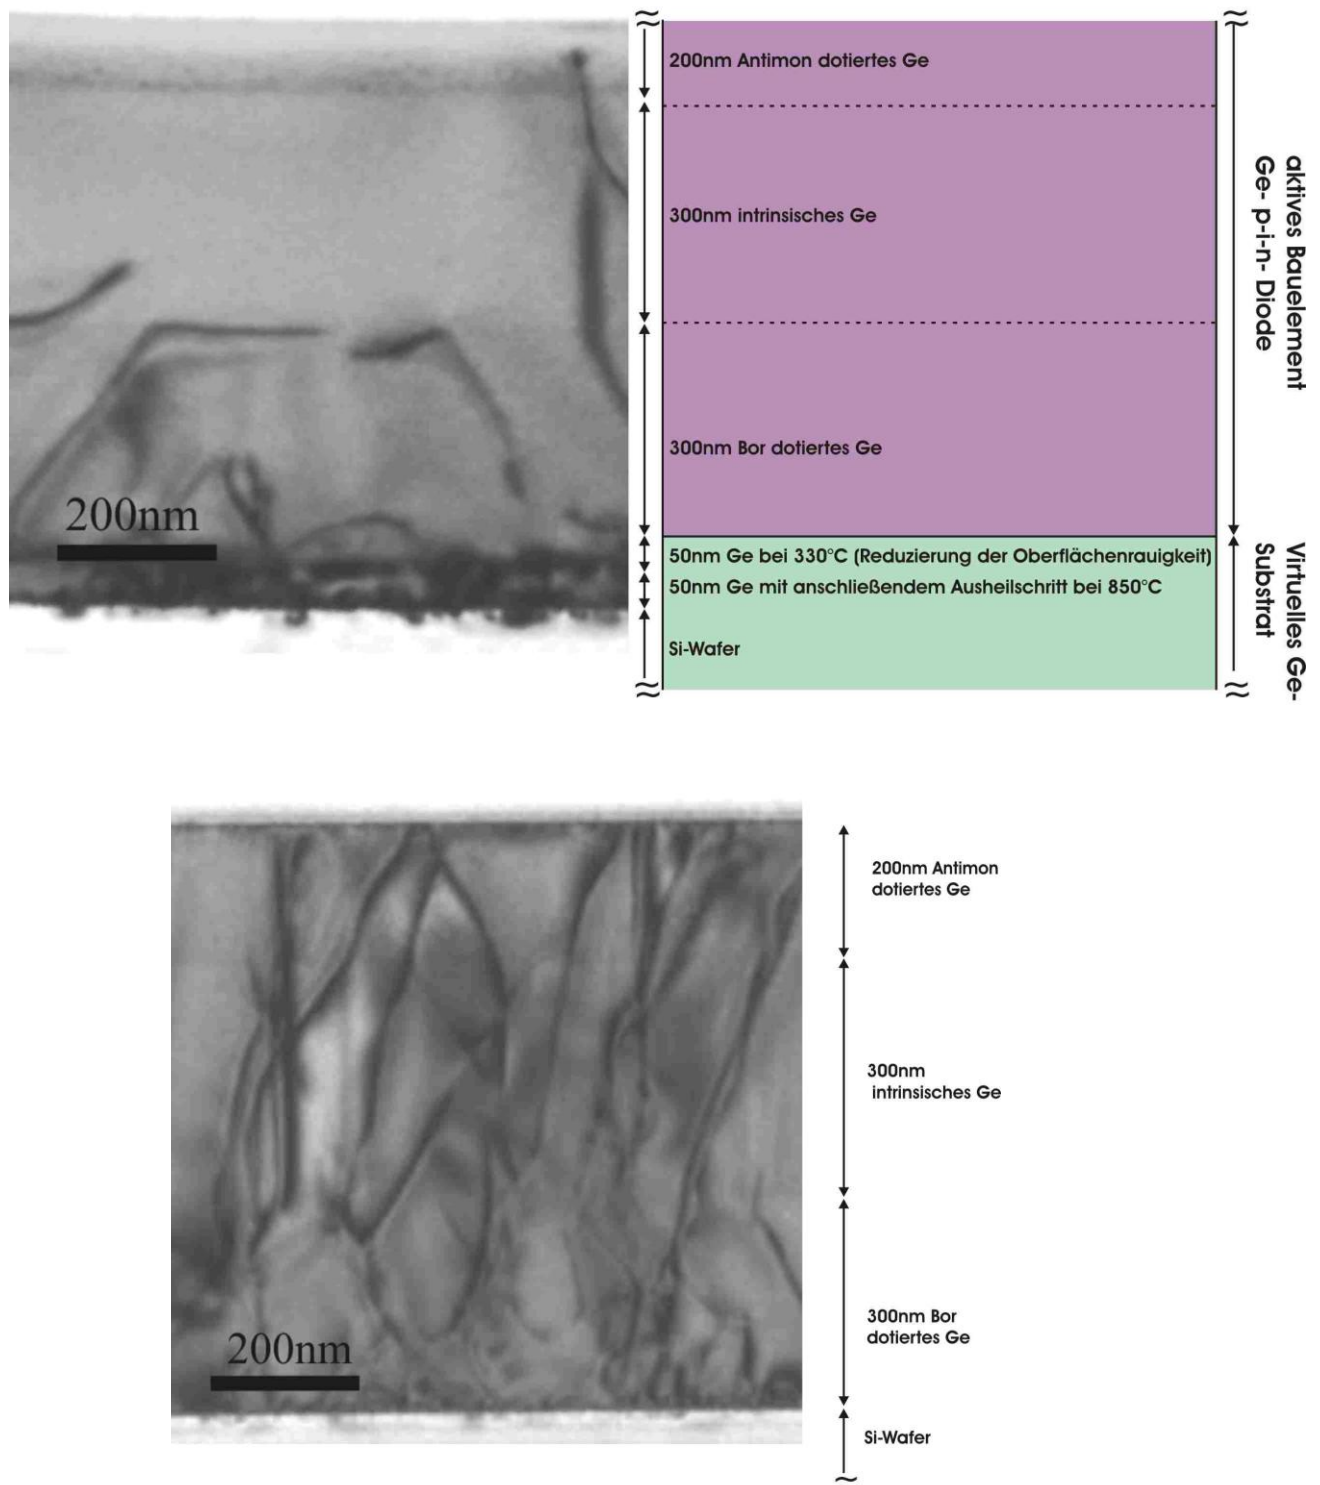 200nm Antimon dotiertes Ge
300nm intrinsisches Ge
300nm Bor dotiertes Ge
200nm
50nm Ge bei 330°C (Reduzierung der Oberflächenrauigkeit)
50nm Ge mit anschließendem Ausheilschritt bei 850°C
Si-Wafer
aktives Bauelement
Ge- p-i-n- Diode
Virtuelles Ge-
Substrat
200nm Antimon
dotiertes Ge
300nm
intrinsisches Ge
300nm Bor
dotiertes Ge
200nm
Si-Wafer